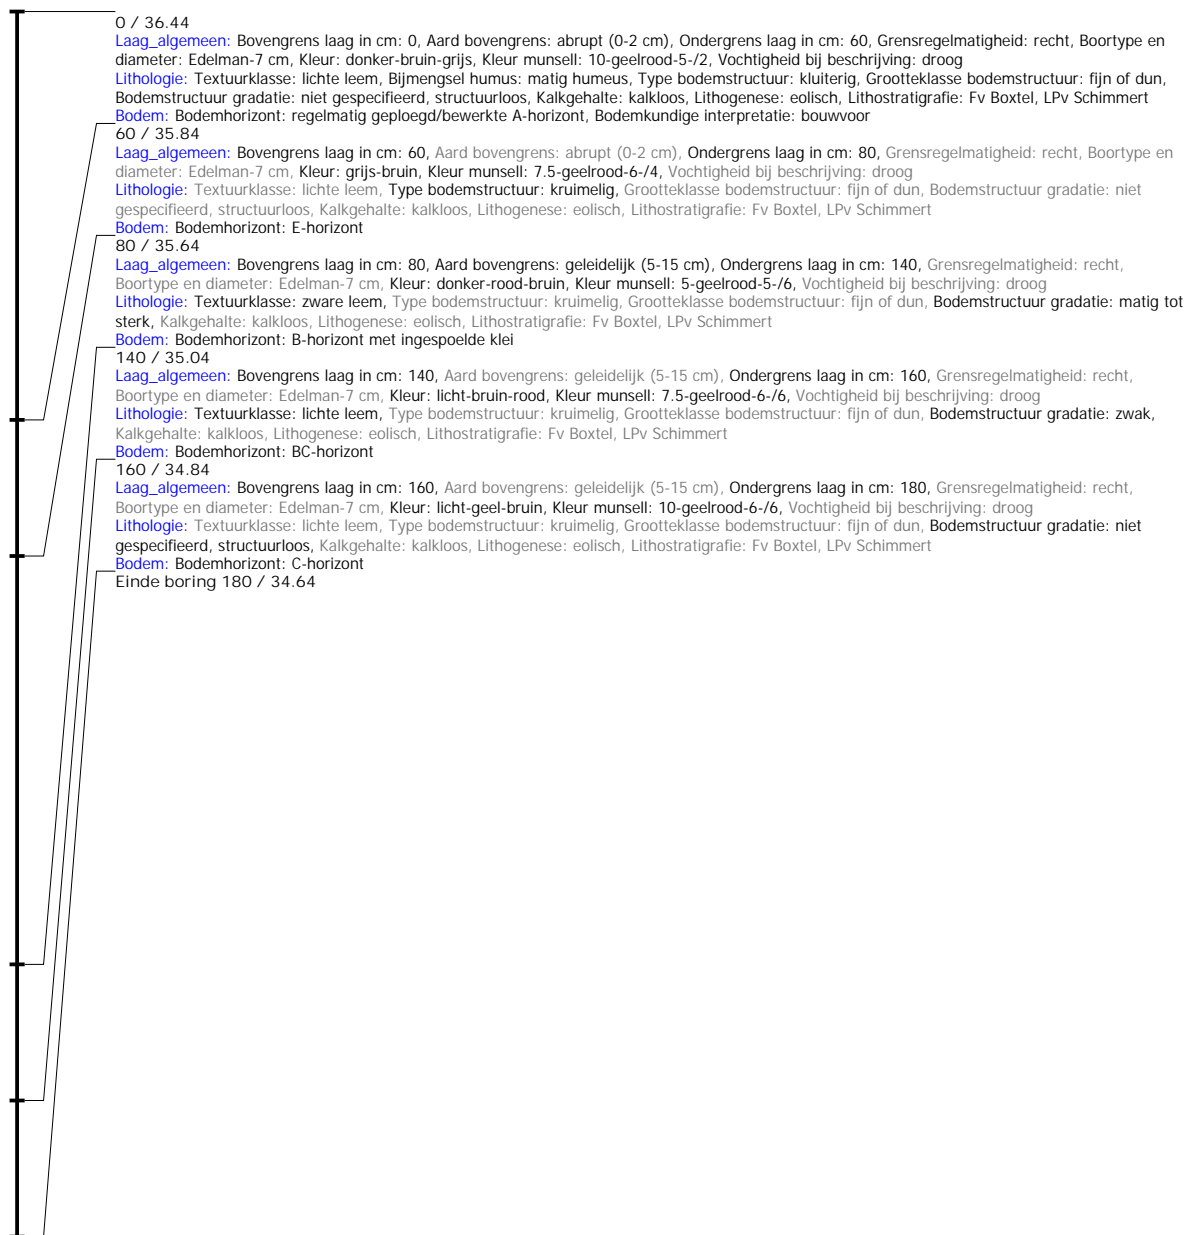 0 / 36.44
Laag_algemeen: Bovengrens laag in cm: 0, Aard bovengrens: abrupt (0-2 cm), Ondergrens laag in cm: 60, Grensregelmatigheid: recht, Boortype en
diameter: Edelman-7 cm, Kleur: donker-bruin-grijs, Kleur munsell: 10-geelrood-5-/2, Vochtigheid bij beschrijving: droog
Lithologie: Textuurklasse: lichte leem, Bijmengsel humus: matig humeus, Type bodemstructuur: kluiterig, Grootteklasse bodemstructuur: fijn of dun,
Bodemstructuur gradatie: niet gespecifieerd, structuurloos, Kalkgehalte: kalkloos, Lithogenese: eolisch, Lithostratigrafie: Fv Boxtel, LPv Schimmert
Bodem: Bodemhorizont: regelmatig geploegd/bewerkte A-horizont, Bodemkundige interpretatie: bouwvoor
60 / 35.84
Laag_algemeen: Bovengrens laag in cm: 60, Aard bovengrens: abrupt (0-2 cm), Ondergrens laag in cm: 80, Grensregelmatigheid: recht, Boortype en
diameter: Edelman-7 cm, Kleur: grijs-bruin, Kleur munsell: 7.5-geelrood-6-/4, Vochtigheid bij beschrijving: droog
Lithologie: Textuurklasse: lichte leem, Type bodemstructuur: kruimelig, Grootteklasse bodemstructuur: fijn of dun, Bodemstructuur gradatie: niet
gespecifieerd, structuurloos, Kalkgehalte: kalkloos, Lithogenese: eolisch, Lithostratigrafie: Fv Boxtel, LPv Schimmert
Bodem: Bodemhorizont: E-horizont
80 / 35.64
Laag_algemeen: Bovengrens laag in cm: 80, Aard bovengrens: geleidelijk (5-15 cm), Ondergrens laag in cm: 140, Grensregelmatigheid: recht,
Boortype en diameter: Edelman-7 cm, Kleur: donker-rood-bruin, Kleur munsell: 5-geelrood-5-/6, Vochtigheid bij beschrijving: droog
Lithologie: Textuurklasse: zware leem, Type bodemstructuur: kruimelig, Grootteklasse bodemstructuur: fijn of dun, Bodemstructuur gradatie: matig tot
sterk, Kalkgehalte: kalkloos, Lithogenese: eolisch, Lithostratigrafie: Fv Boxtel, LPv Schimmert
Bodem: Bodemhorizont: B-horizont met ingespoelde klei
140 / 35.04
Laag_algemeen: Bovengrens laag in cm: 140, Aard bovengrens: geleidelijk (5-15 cm), Ondergrens laag in cm: 160, Grensregelmatigheid: recht,
Boortype en diameter: Edelman-7 cm, Kleur: licht-bruin-rood, Kleur munsell: 7.5-geelrood-6-/6, Vochtigheid bij beschrijving: droog
Lithologie: Textuurklasse: lichte leem, Type bodemstructuur: kruimelig, Grootteklasse bodemstructuur: fijn of dun, Bodemstructuur gradatie: zwak,
Kalkgehalte: kalkloos, Lithogenese: eolisch, Lithostratigrafie: Fv Boxtel, LPv Schimmert
Bodem: Bodemhorizont: BC-horizont
160 / 34.84
Laag_algemeen: Bovengrens laag in cm: 160, Aard bovengrens: geleidelijk (5-15 cm), Ondergrens laag in cm: 180, Grensregelmatigheid: recht,
Boortype en diameter: Edelman-7 cm, Kleur: licht-geel-bruin, Kleur munsell: 10-geelrood-6-/6, Vochtigheid bij beschrijving: droog
Lithologie: Textuurklasse: lichte leem, Type bodemstructuur: kruimelig, Grootteklasse bodemstructuur: fijn of dun, Bodemstructuur gradatie: niet
gespecifieerd, structuurloos, Kalkgehalte: kalkloos, Lithogenese: eolisch, Lithostratigrafie: Fv Boxtel, LPv Schimmert
Bodem: Bodemhorizont: C-horizont
Einde boring 180 / 34.64